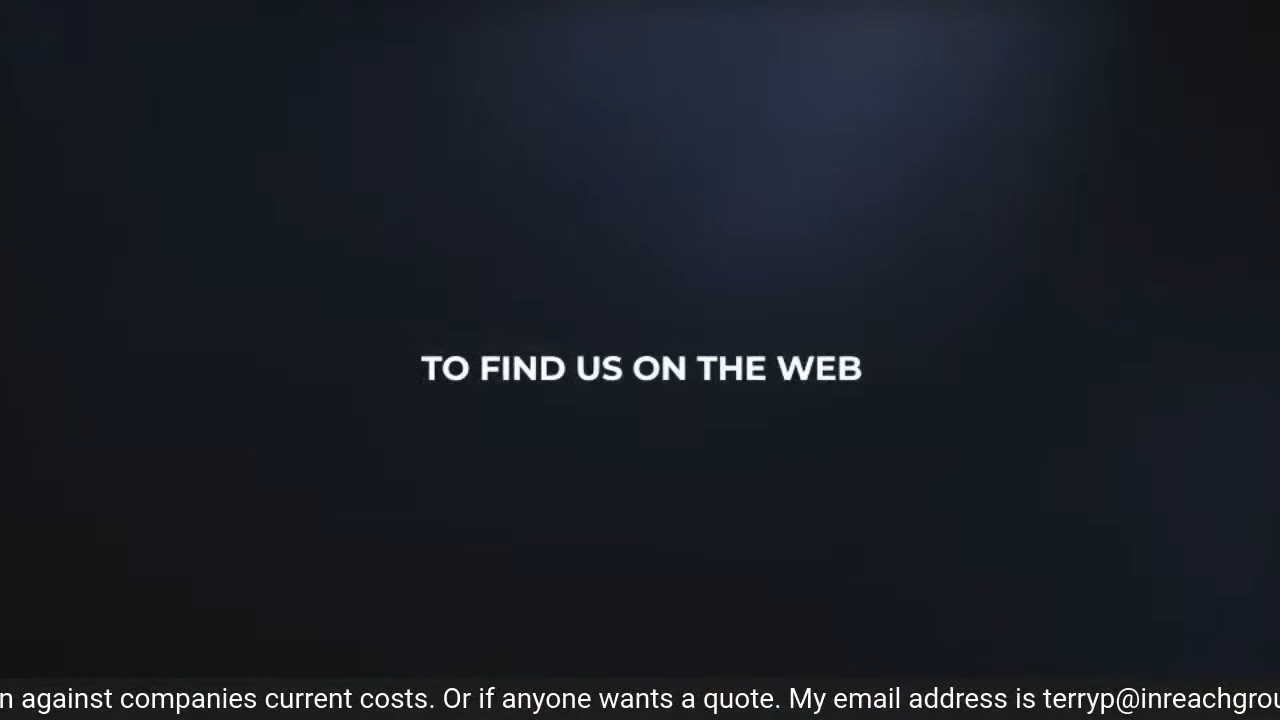 TO FIND US ON THE WEB
against companies current costs. Or if anyone wants a quote. My email address is